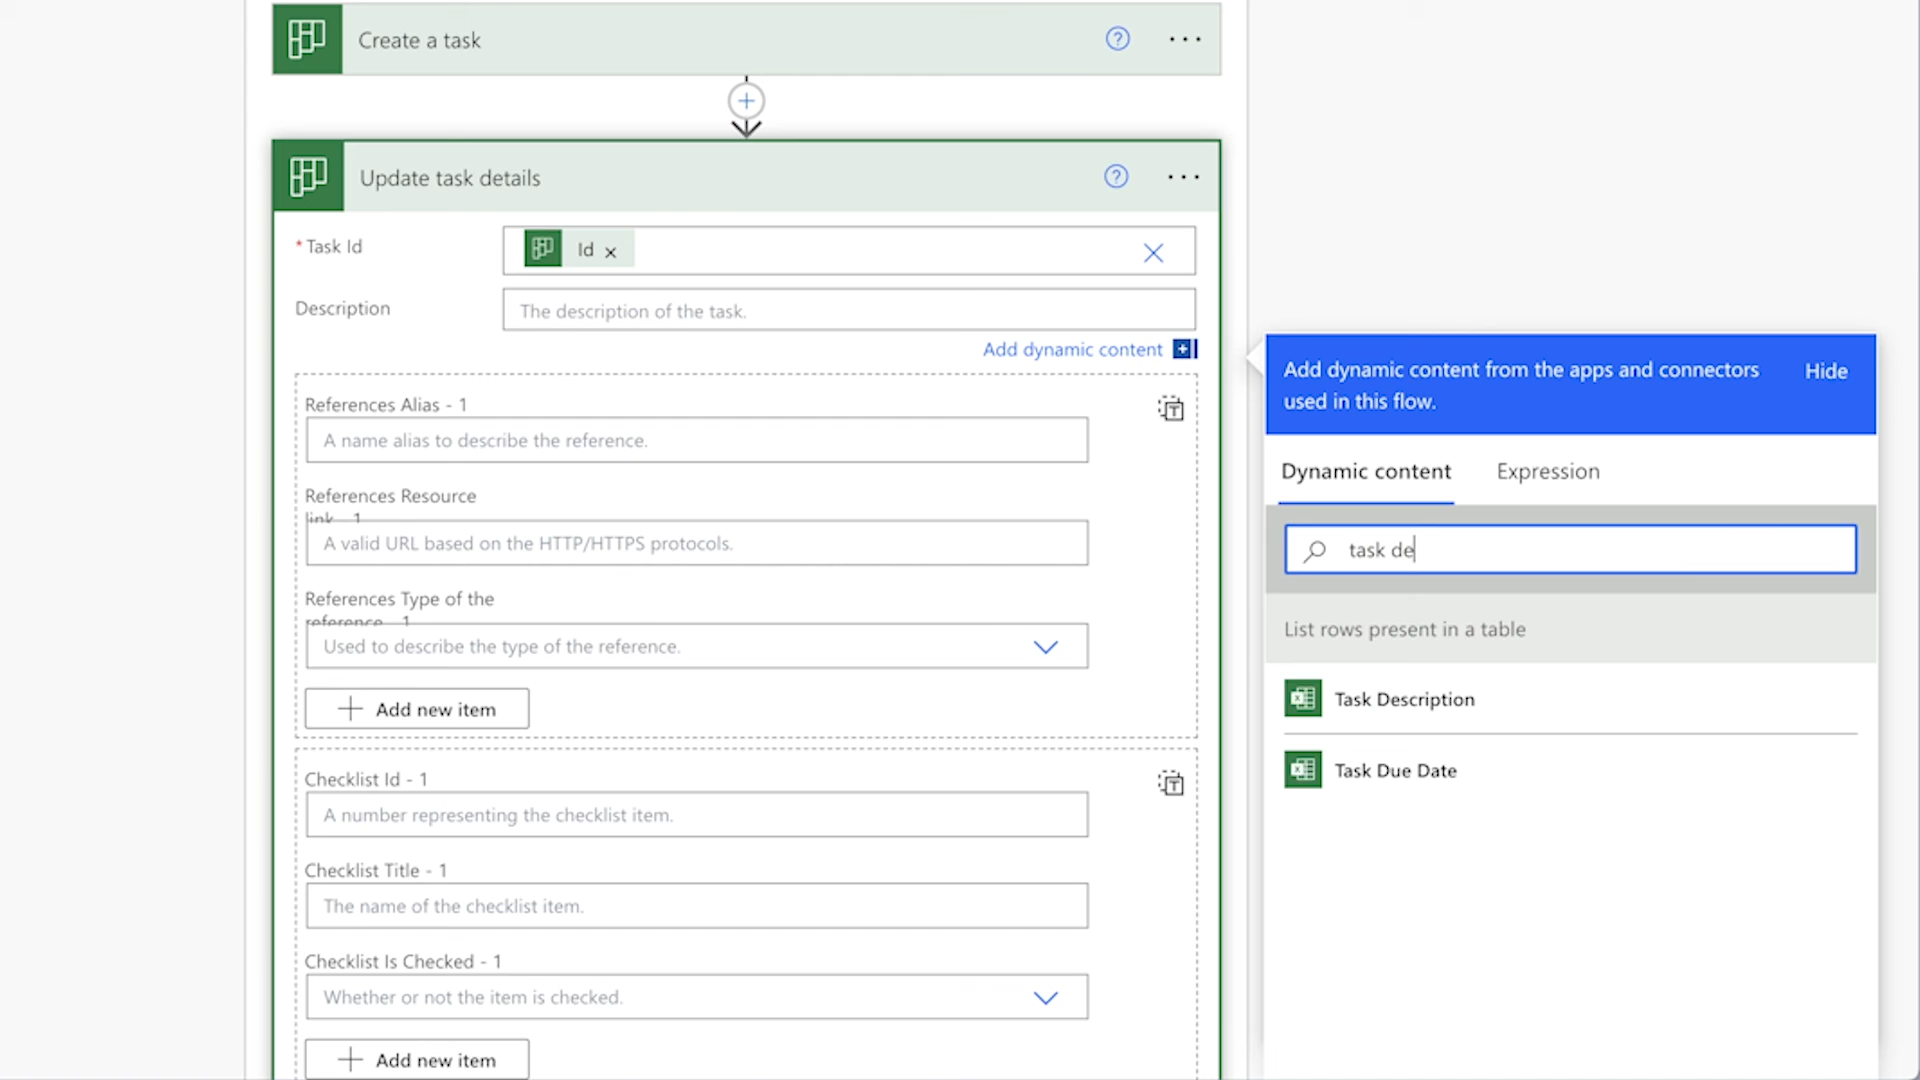 Create a task
Update task details
* Task Id
Id
Description
The description of the task.
Add dynamic content
References Alias - 1
A name alias to describe the reference.
References Resource
link - 1
A valid URL based on the HTTP/HTTPS protocols.
References Type of the
reference - 1
Used to describe the type of the reference.
Add new item
Checklist Id - 1
A number representing the checklist item.
Checklist Title - 1
The name of the checklist item.
Checklist Is Checked - 1
Whether or not the item is checked.
Add new item
Add dynamic content from the apps and connectors
used in this flow.
Hide
Dynamic content
Expression
task de
List rows present in a table
Task Description
Task Due Date